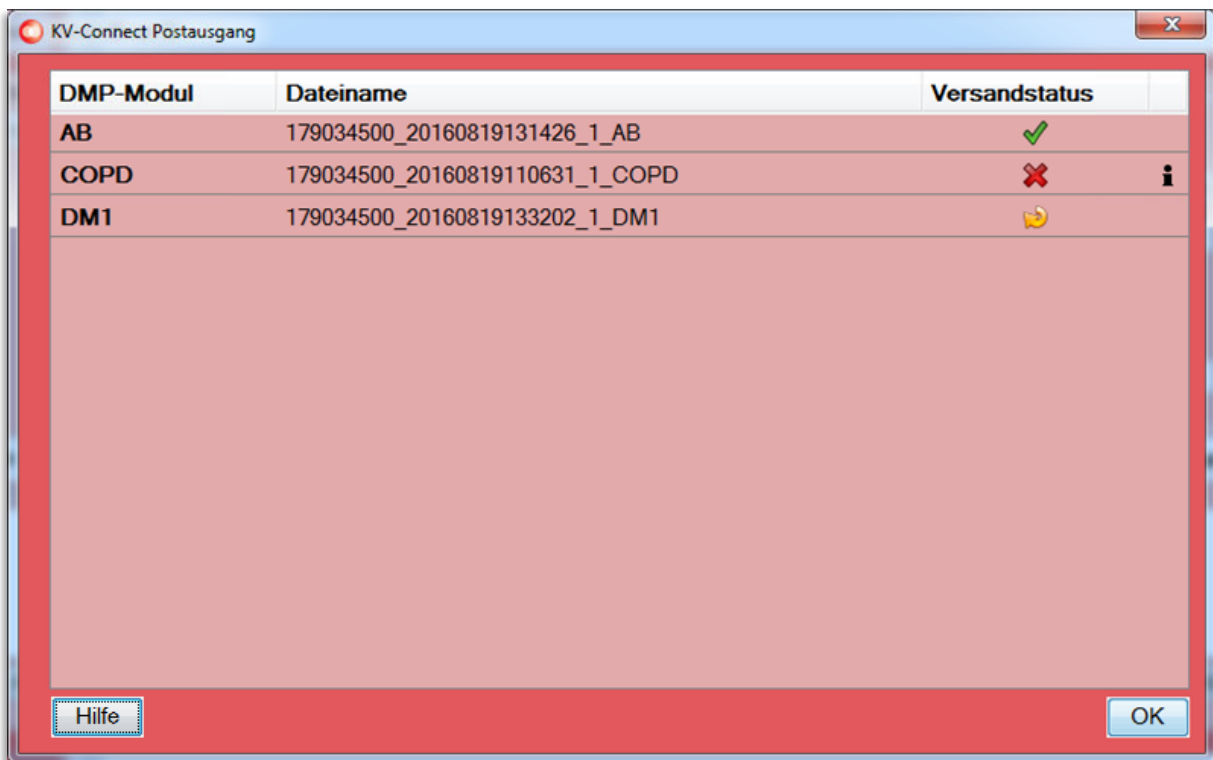 KV-Connect Postausgang
DMP-Modul Dateiname Versandstatus
AB 179034500_20160819131426_1_AB
COPD 179034500_20160819110631_1_COPD
DM1 179034500_20160819133202_1_DM1
Hilfe OK